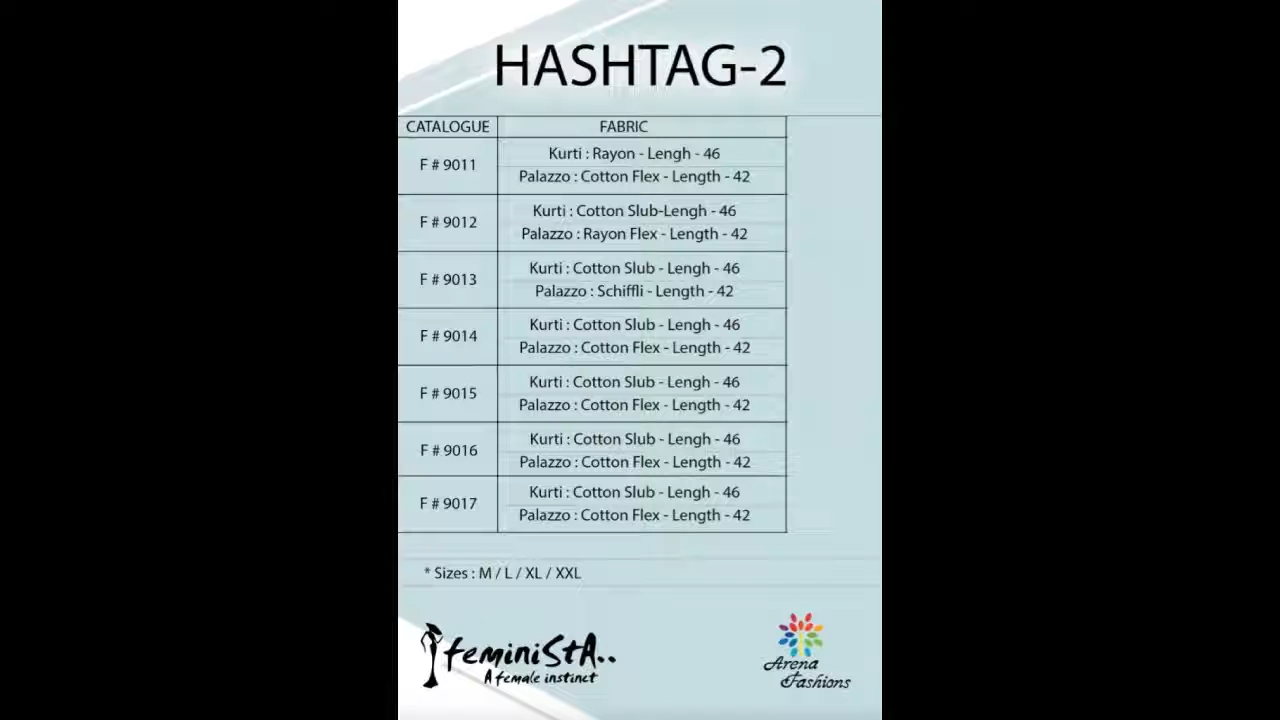 HASHTAG-2
CATALOGUE FABRIC
F # 9011
Kurti : Rayon - Lengh - 46
Palazzo : Cotton Flex - Length - 42
F # 9012
Kurti : Cotton Slub-Lengh - 46
Palazzo : Rayon Flex - Length - 42
F # 9013
Kurti : Cotton Slub - Lengh - 46
Palazzo : Schiffli - Length - 42
F # 9014
Kurti : Cotton Slub - Lengh - 46
Palazzo : Cotton Flex - Length - 42
F # 9015
Kurti : Cotton Slub - Lengh - 46
Palazzo : Cotton Flex - Length - 42
F # 9016
Kurti : Cotton Slub - Lengh - 46
Palazzo : Cotton Flex - Length - 42
F # 9017
Kurti : Cotton Slub - Lengh - 46
Palazzo : Cotton Flex - Length - 42
* Sizes : M / L / XL / XXL
feminiStA..
A female instinct
Arena
Fashions